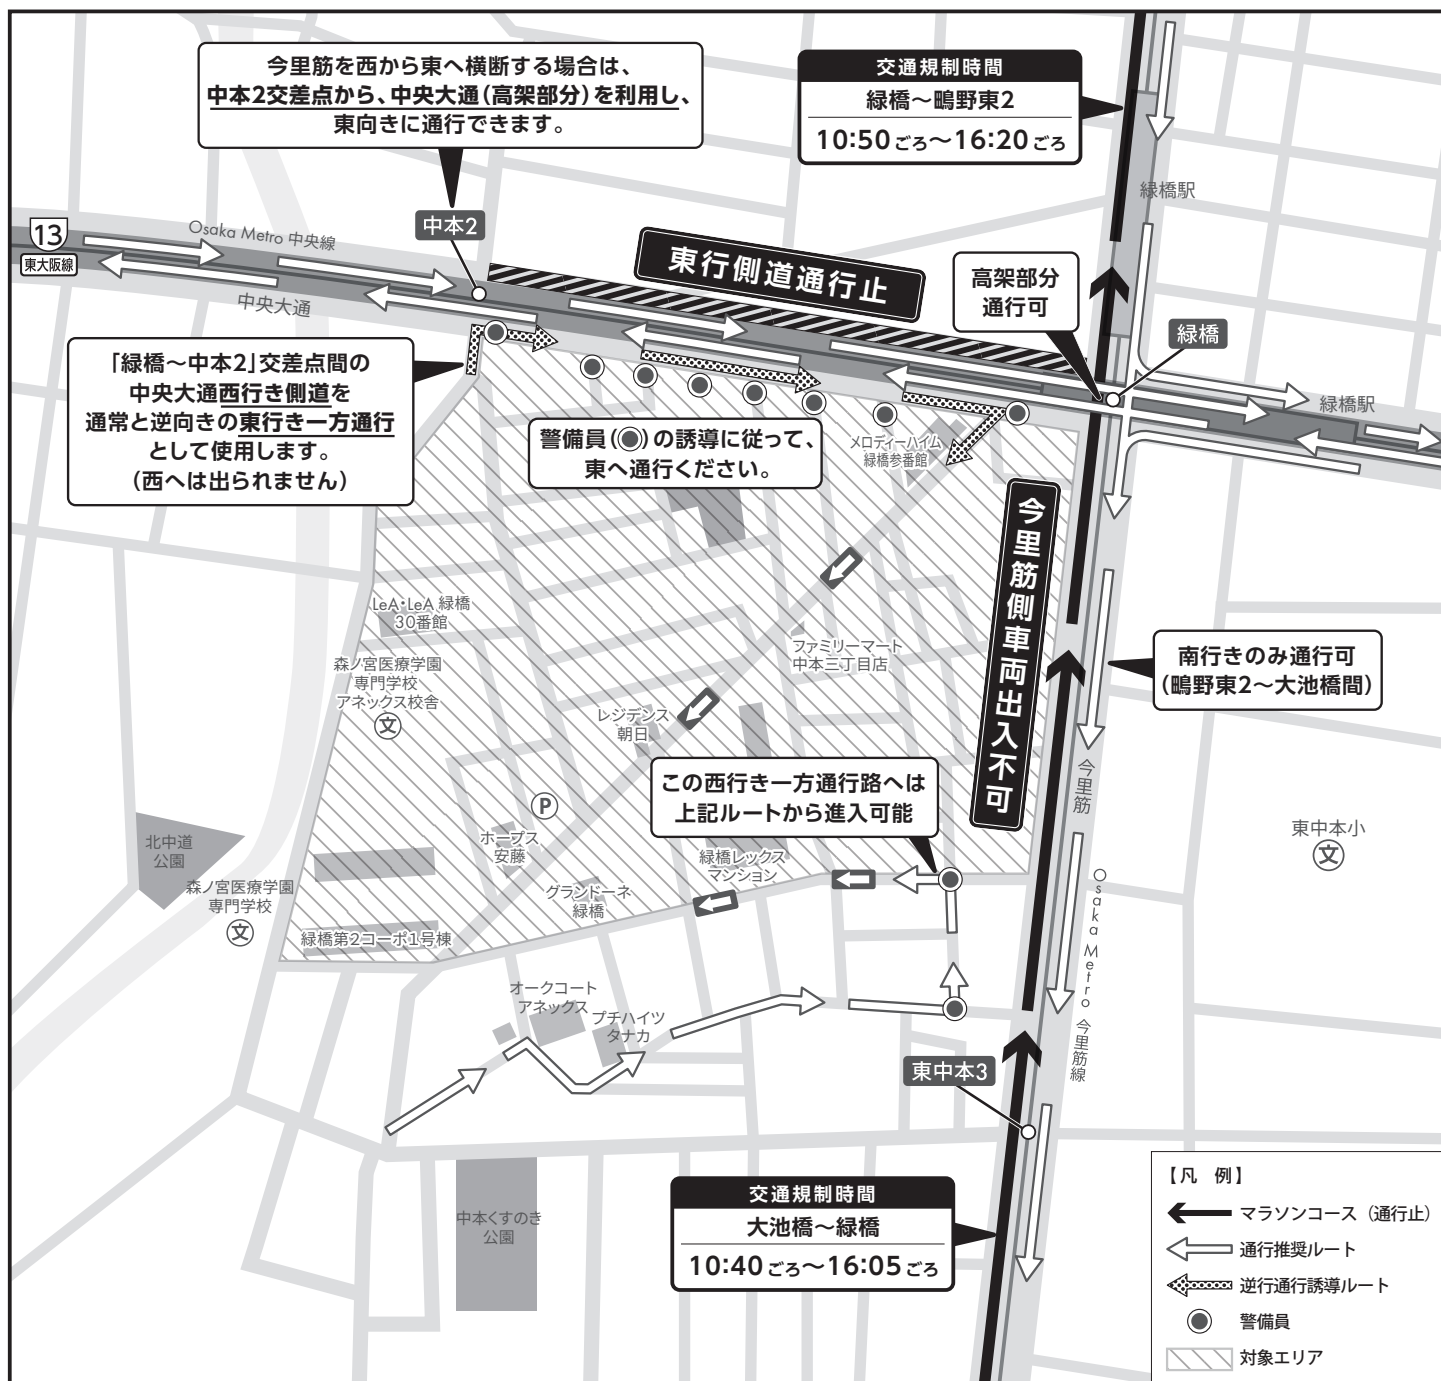 今里筋を西から東へ横断する場合は、
中本2交差点から、中央大通(高架部分)を利用し、
東向きに通行できます。
交通規制時間
緑橋〜鴫野東2
10:50ごろ〜16:20ごろ
緑橋駅
中本2
13
東大阪線
Osaka Metro 中央線
中央大通
東行側道通行止
高架部分
通行可
緑橋
緑橋駅
「緑橋〜中本2」交差点間の
中央大通西行き側道を
通常と逆向きの東行き一方通行
として使用します。
(西へは出られません)
警備員(◉)の誘導に従って、
東へ通行ください。
メロディーハイム
緑橋参番館
今里筋側車両出入不可
LeA・LeA 緑橋
30番館
森ノ宮医療学園
専門学校
アネックス校舎
文
ファミリーマート
中本三丁目店
レジデンス
朝日
南行きのみ通行可
(鴫野東2〜大池橋間)
この西行き一方通行路へは
上記ルートから進入可能
今里筋
P
ホープス
安藤
緑橋レックス
マンション
グランドーネ
緑橋
北中道
公園
森ノ宮医療学園
専門学校
文
緑橋第2コーポ1号棟
東中本小
文
Osaka Metro 今里筋線
オークコート
アネックス
プチハイツ
タナカ
東中本3
中本くすのき
公園
交通規制時間
大池橋〜緑橋
10:40ごろ〜16:05ごろ
【凡 例】
マラソンコース(通行止)
通行推奨ルート
逆行通行誘導ルート
警備員
対象エリア